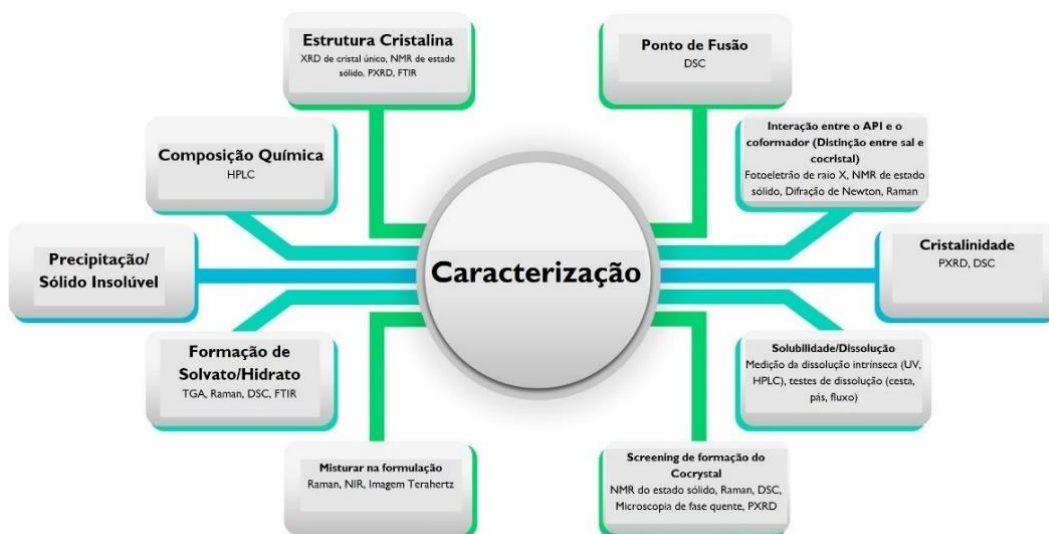 Estrutura Cristalina
XRD de cristal único, NMR de estado
sólido, PXRD, FTIR
Ponto de Fusão
DSC
Composição Química
HPLC
Interação entre o API e o
coformador (Distinção entre sal e
cocristal)
Fotoeletrão de raio X, NMR de estado
sólido, Difração de Newton, Raman
Precipitação/
Sólido Insolúvel
Caracterização
Cristalinidade
PXRD, DSC
Formação de
Solvato/Hidrato
TGA, Raman, DSC, FTIR
Solubilidade/Dissolução
Medição da dissolução intrínseca (UV,
HPLC), testes de dissolução (cesta,
pás, fluxo)
Misturar na formulação
Raman, NIR, Imagem Terahertz
Screening de formação do
Cocrystal
NMR do estado sólido, Raman, DSC,
Microscopia de fase quente, PXRD